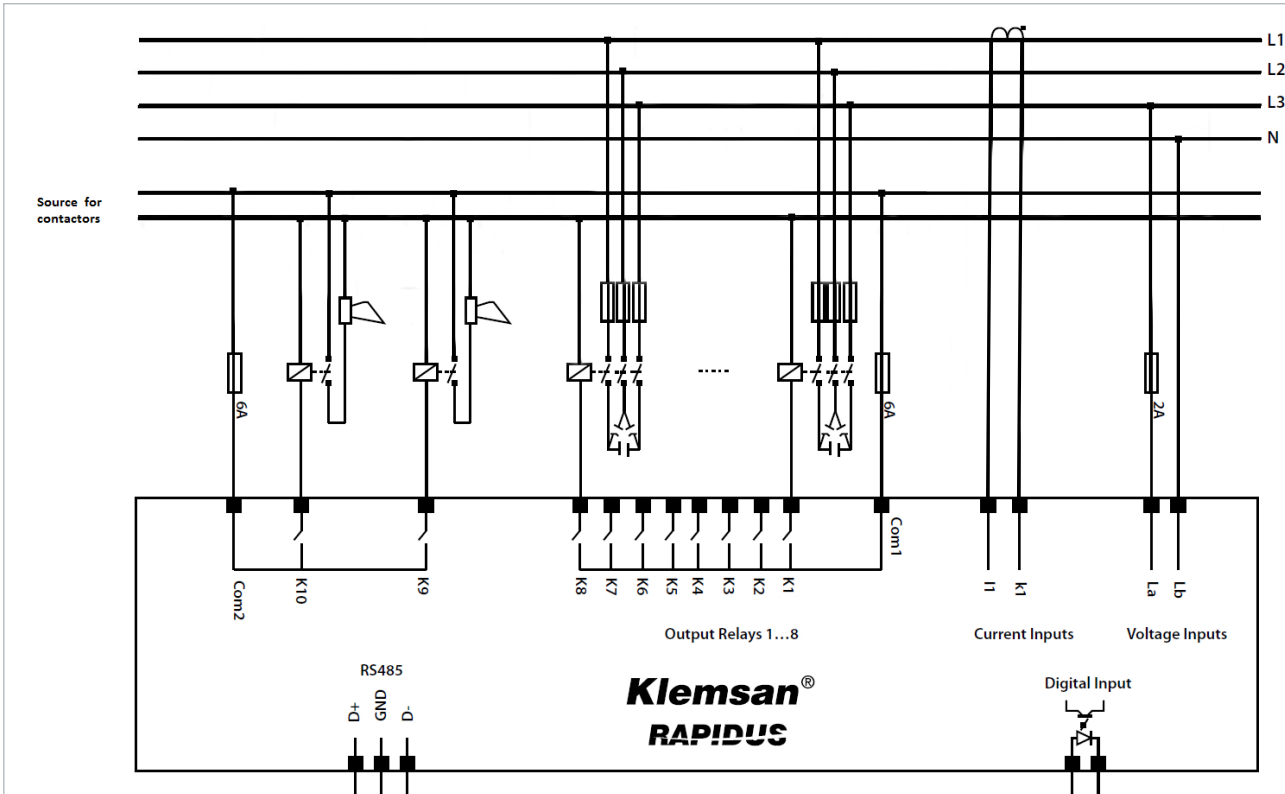 L1
L2
L3
N
Source for
contactors
6A
6A
2A
Com1
Com2
K10
K9
K8
K7
K6
K5
K4
K3
K2
K1
l1
k1
La
Lb
Output Relays 1...8
Current Inputs
Voltage Inputs
RS485
D+
GND
D-
Klemsan®
RAPIDUS
Digital Input